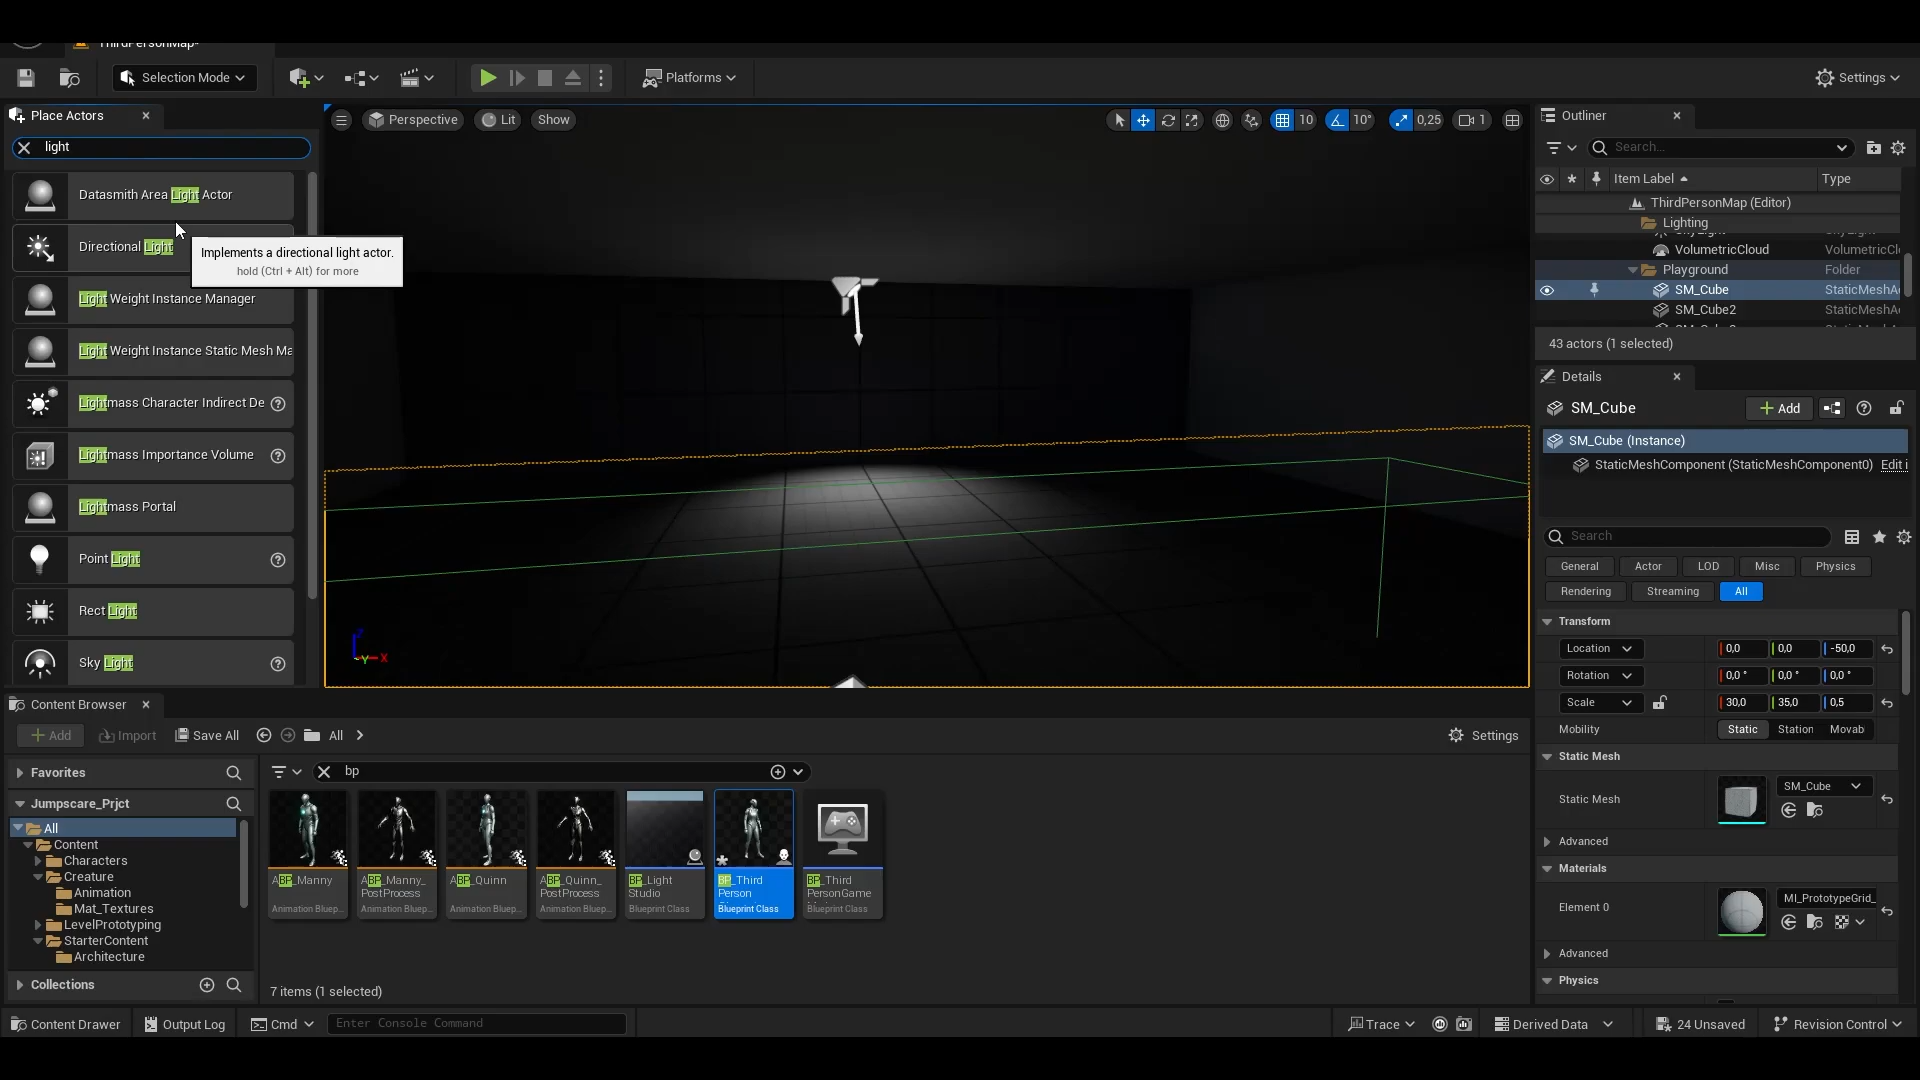 ThirdPersonMap*
Selection Mode
Platforms
Settings
Place Actors
light
Datasmith Area Light Actor
Directional Light
Implements a directional light actor.
hold (Ctrl + Alt) for more
Light Weight Instance Manager
Light Weight Instance Static Mesh Ma
Lightmass Character Indirect De
Lightmass Importance Volume
Lightmass Portal
Point Light
Rect Light
Sky Light
Perspective
Lit
Show
10
10°
0,25
1
Z
Y
X
Outliner
Search...
Item Label
Type
ThirdPersonMap (Editor)
Lighting
SkyLight
SkyLight
VolumetricCloud
VolumetricCl
Playground
Folder
SM_Cube
StaticMeshA
SM_Cube2
StaticMeshA
43 actors (1 selected)
Details
SM_Cube
+ Add
SM_Cube (Instance)
StaticMeshComponent (StaticMeshComponent0)
Edit i
Search
General
Actor
LOD
Misc
Physics
Rendering
Streaming
All
Transform
Location
0,0
0,0
-50,0
Rotation
0,0 °
0,0 °
0,0 °
Scale
30,0
35,0
0,5
Mobility
Static
Station
Movab
Static Mesh
Static Mesh
SM_Cube
Advanced
Materials
Element 0
MI_PrototypeGrid_
Advanced
Physics
Content Browser
+ Add
Import
Save All
All
Settings
Favorites
Jumpscare_Prjct
All
Content
Characters
Creature
Animation
Mat_Textures
LevelPrototyping
StarterContent
Architecture
Collections
bp
ABP_Manny
Animation Bluep...
ABP_Manny_
PostProcess
Animation Bluep...
ABP_Quinn
Animation Bluep...
ABP_Quinn_
PostProcess
Animation Bluep...
BP_Light
Studio
Blueprint Class
BP_Third
Person
Blueprint Class
BP_Third
PersonGame
Blueprint Class
7 items (1 selected)
Content Drawer
Output Log
Cmd
Enter Console Command
Trace
Derived Data
24 Unsaved
Revision Control